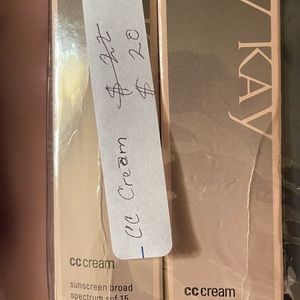 CC Cream $ 22
$ 20
Y KAY
cc cream
sunscreen broad
spectrum spf 15
cc cream